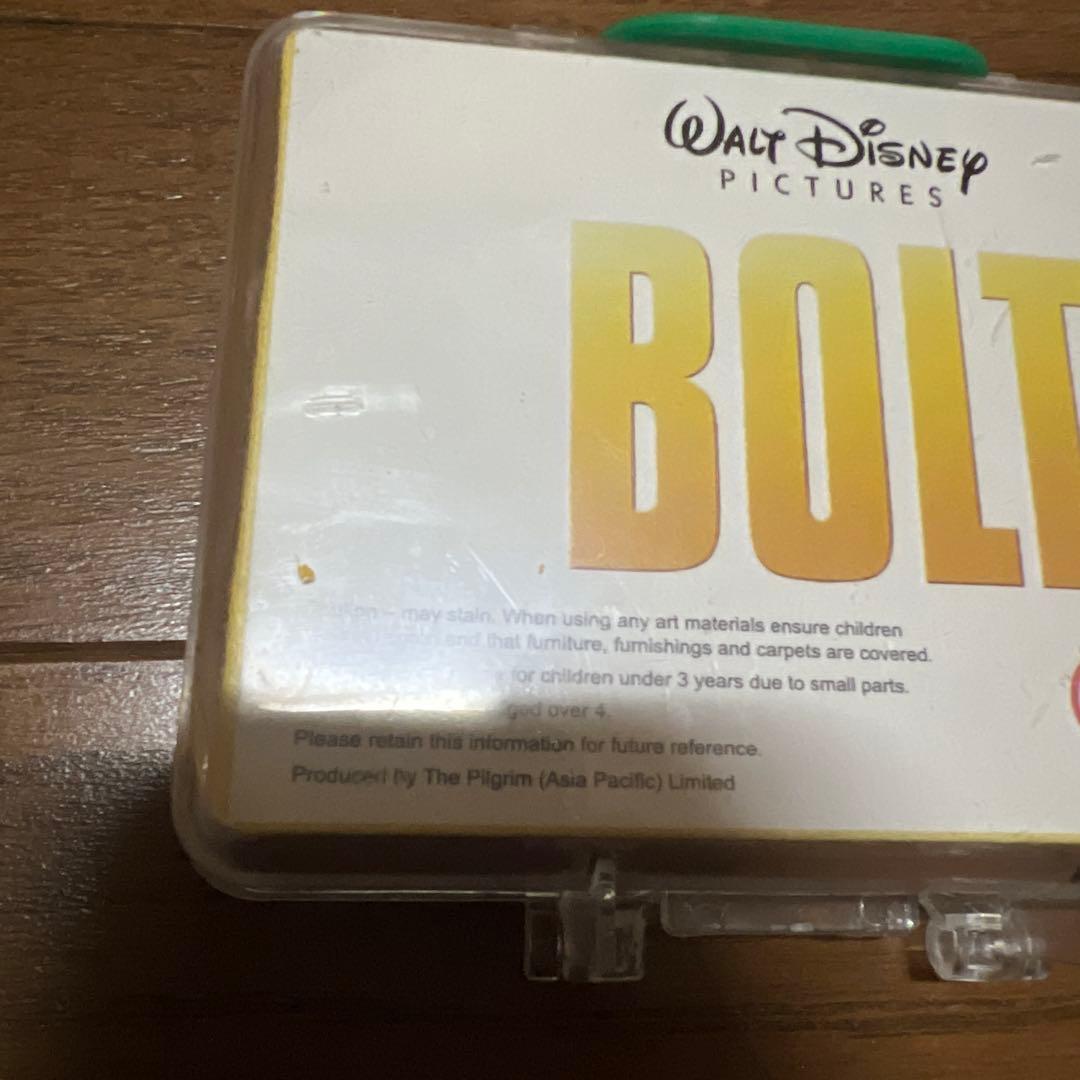 WALT DISNEY
PICTURES
BOLT
– may stain. When using any art materials ensure children
and that furniture, furnishings and carpets are covered.
for children under 3 years due to small parts.
over 4.
Please retain this information for future reference.
Produced by The Pilgrim (Asia Pacific) Limited